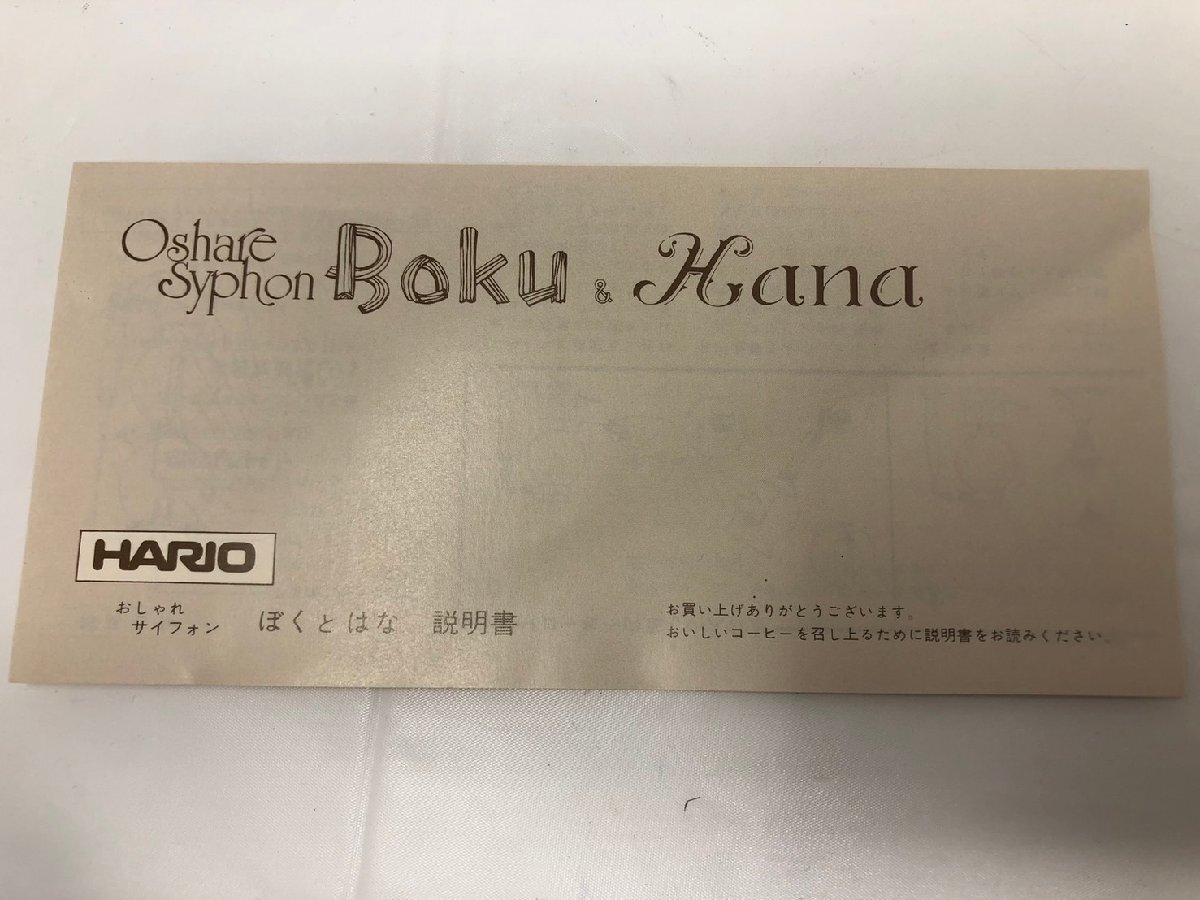 Oshare
Syphon Boku & Hana
HARIO
おしゃれ
サイフォン ぼくとはな 説明書
お買い上げありがとうございます。
おいしいコーヒーを召し上るために説明書をお読みください。